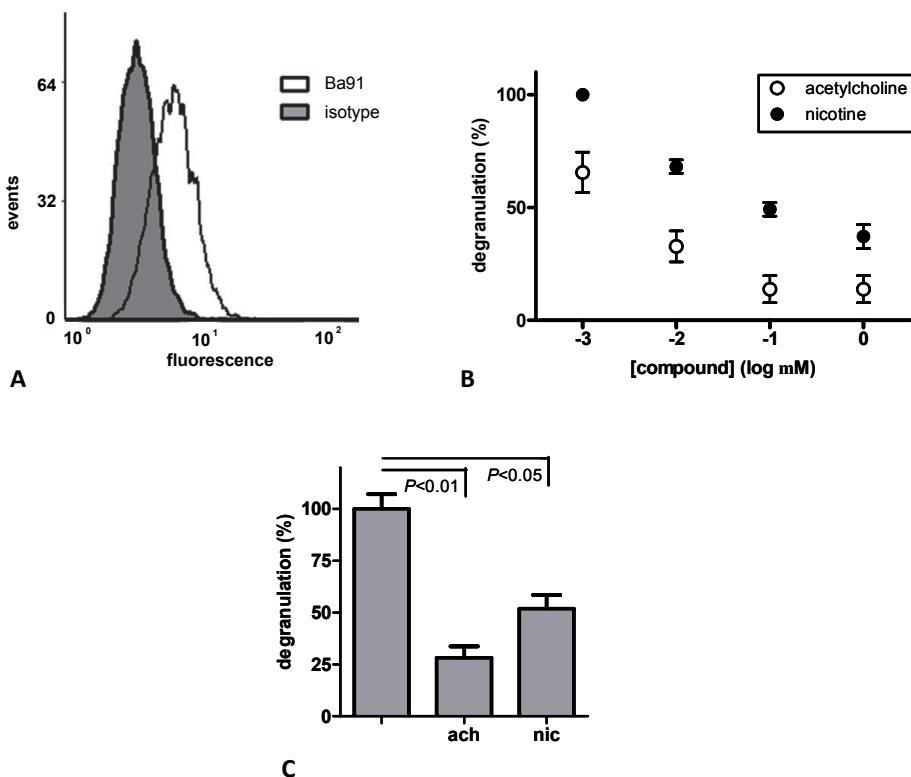 64
32
0
events
10⁰
10¹
10²
fluorescence
Ba91
isotype
A
100
50
0
degranulation (%)
acetylcholine
nicotine
-3
-2
-1
0
[compound] (log mM)
B
P<0.01
P<0.05
100
75
50
25
0
degranulation (%)
ach
nic
C